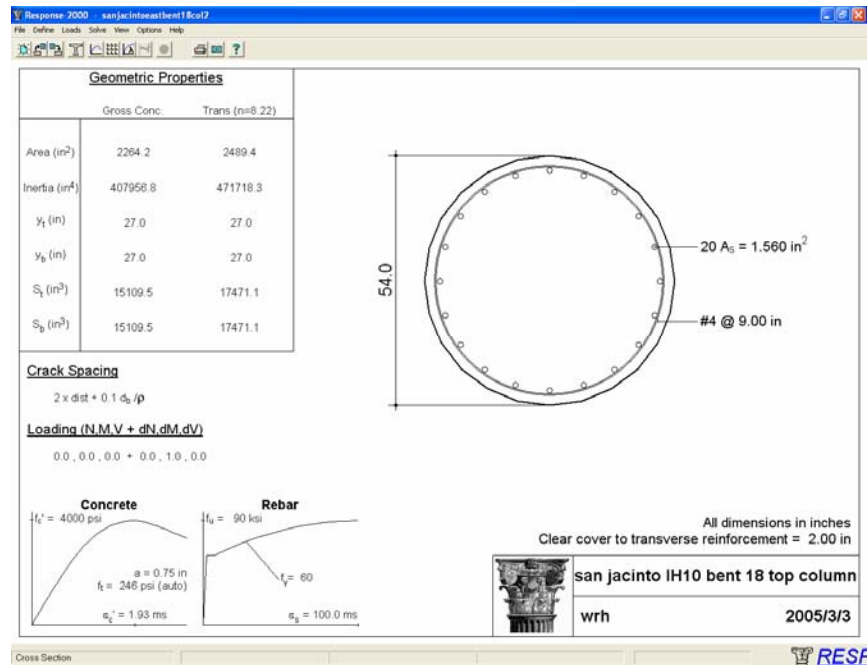 Response-2000 - sanjacintoeastbent18col2
File Define Loads Solve View Options Help
Geometric Properties
Gross Conc. Trans (n=8.22)
Area (in²) 2264.2 2489.4
Inertia (in⁴) 407956.8 471718.3
yt (in) 27.0 27.0
yb (in) 27.0 27.0
St (in³) 15109.5 17471.1
Sb (in³) 15109.5 17471.1
Crack Spacing
2 x dist + 0.1 db /ρ
Loading (N,M,V + dN,dM,dV)
0.0 , 0.0 , 0.0 + 0.0 , 1.0 , 0.0
Concrete
fc' = 4000 psi
a = 0.75 in
ft = 246 psi (auto)
εc' = 1.93 ms
Rebar
fu = 90 ksi
fy = 60
εs = 100.0 ms
54.0
20 As = 1.560 in²
#4 @ 9.00 in
All dimensions in inches
Clear cover to transverse reinforcement = 2.00 in
san jacinto IH10 bent 18 top column
wrh 2005/3/3
Cross Section
RESP